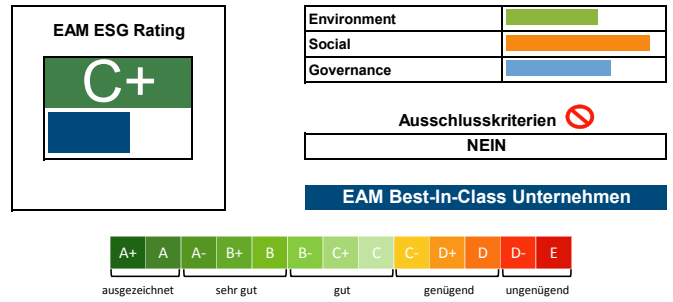 EAM ESG Rating
C+
Environment
Social
Governance
Ausschlusskriterien
NEIN
EAM Best-In-Class Unternehmen
A+ A A- B+ B B- C+ C C- D+ D D- E
ausgezeichnet sehr gut gut genügend ungenügend